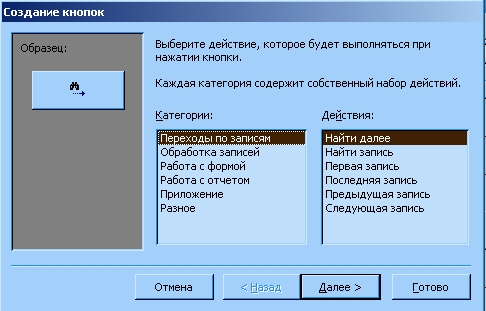 Создание кнопок
Образец:
Выберите действие, которое будет выполняться при
нажатии кнопки.
Каждая категория содержит собственный набор действий.
Категории:
Переходы по записям
Обработка записей
Работа с формой
Работа с отчетом
Приложение
Разное
Действия:
Найти далее
Найти запись
Первая запись
Последняя запись
Предыдущая запись
Следующая запись
Отмена
< Назад
Далее >
Готово